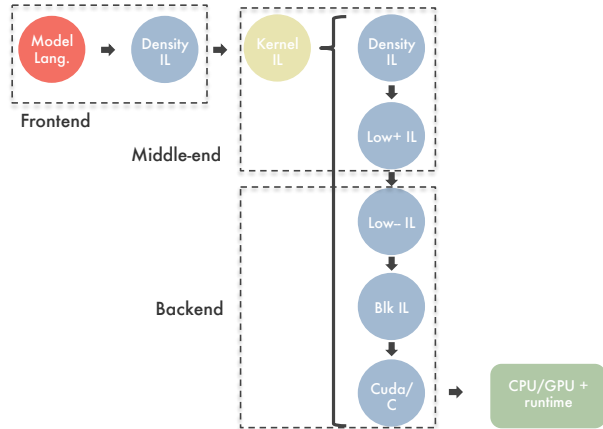 Model
Lang.
Density
IL
Kernel
IL
Density
IL
Frontend
Low+ IL
Middle-end
Low– IL
Backend
Blk IL
Cuda/
C
CPU/GPU +
runtime